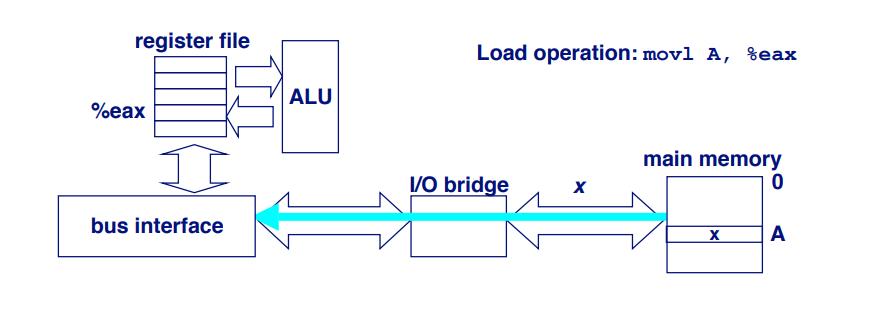 register file
Load operation: movl A, %eax
ALU
%eax
main memory
I/O bridge
x
0
bus interface
x
A